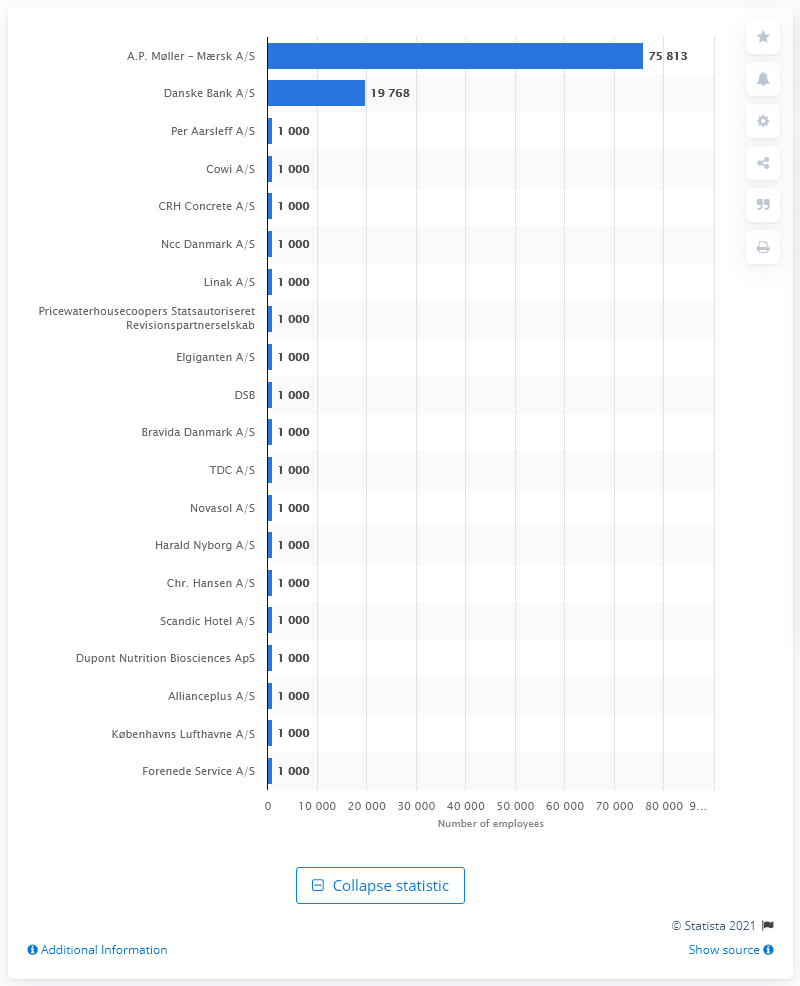 A.P. Møller – Mærsk A/S 75 813
Danske Bank A/S 19 768
Per Aarsleff A/S 1 000
Cowi A/S 1 000
CRH Concrete A/S 1 000
Ncc Danmark A/S 1 000
Linak A/S 1 000
Pricewaterhousecoopers Statsautoriseret
Revisionspartnerselskab 1 000
Elgiganten A/S 1 000
DSB 1 000
Bravida Danmark A/S 1 000
TDC A/S 1 000
Novasol A/S 1 000
Harald Nyborg A/S 1 000
Chr. Hansen A/S 1 000
Scandic Hotel A/S 1 000
Dupont Nutrition Biosciences ApS 1 000
Allianceplus A/S 1 000
Københavns Lufthavne A/S 1 000
Forenede Service A/S 1 000
0 10 000 20 000 30 000 40 000 50 000 60 000 70 000 80 000 9...
Number of employees
Collapse statistic
© Statista 2021
Additional Information
Show source